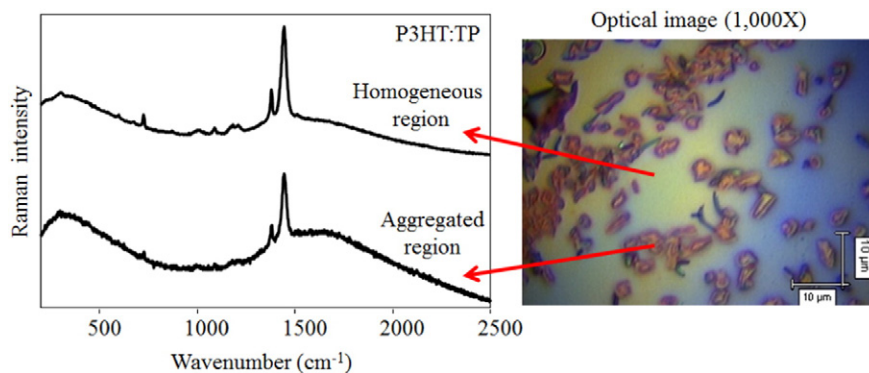 Optical image (1,000X)
P3HT:TP
Homogeneous
region
Aggregated
region
Raman intensity
500
1000
1500
2000
2500
Wavenumber (cm-1)
10 µm
10 µm